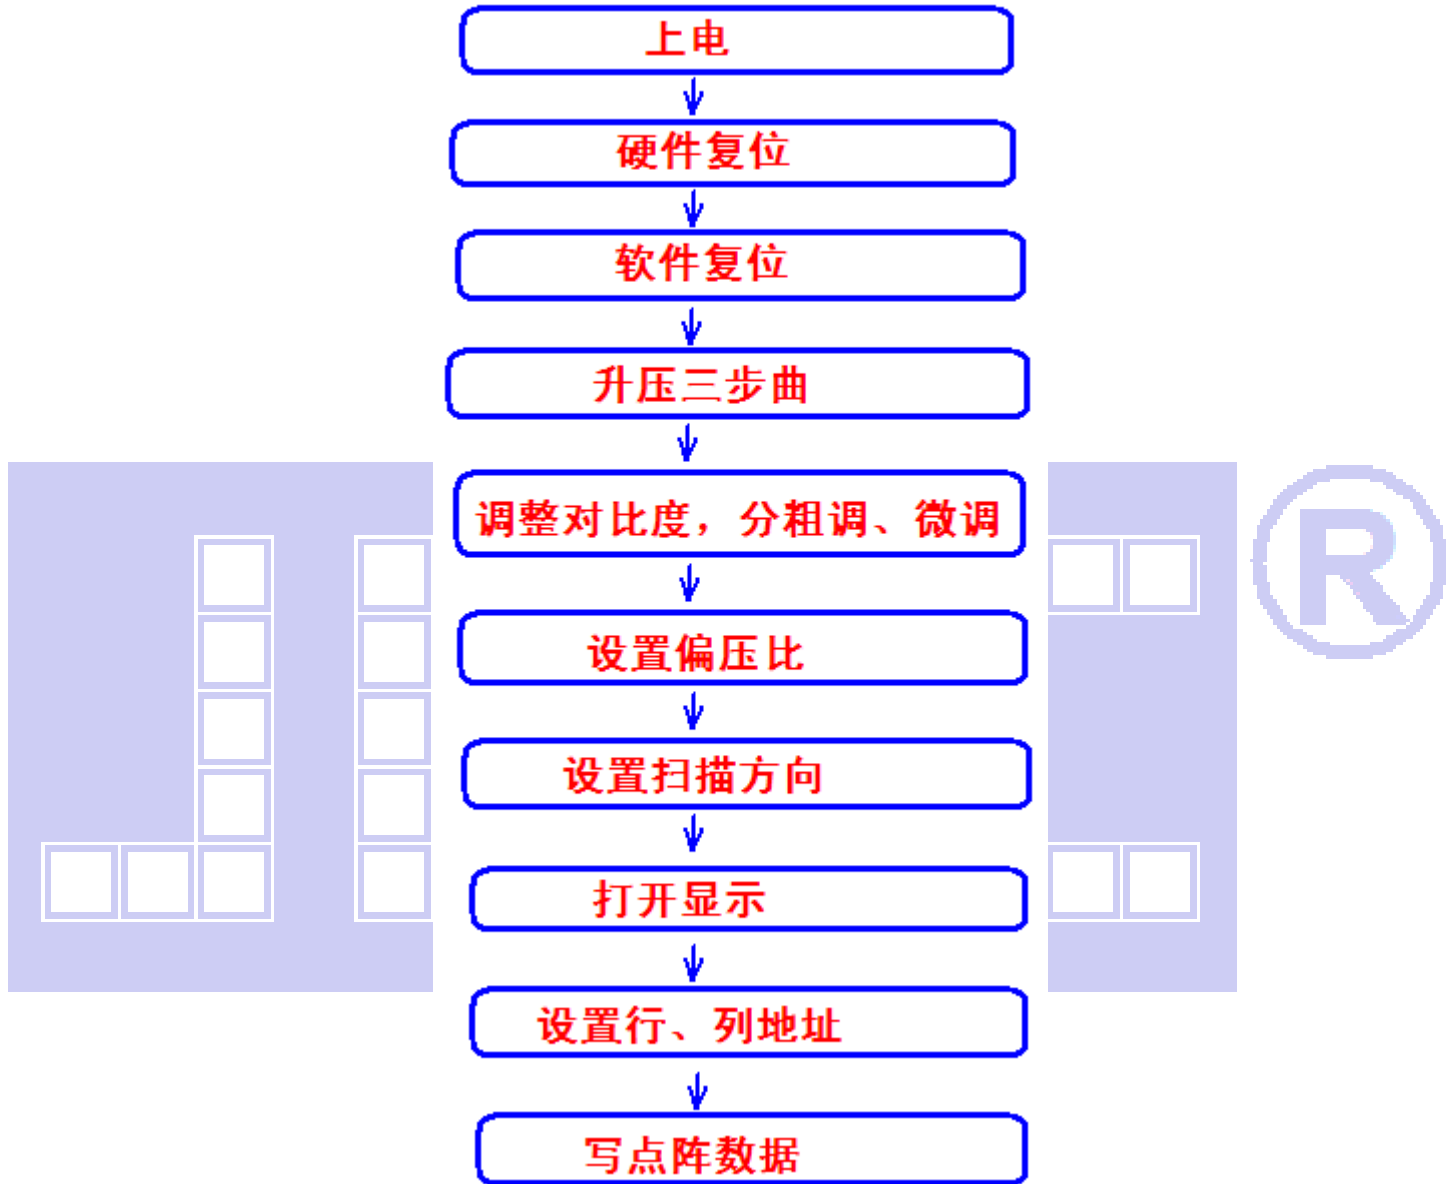 上电
硬件复位
软件复位
升压三步曲
调整对比度，分粗调、微调
设置偏压比
设置扫描方向
打开显示
设置行、列地址
写点阵数据
®